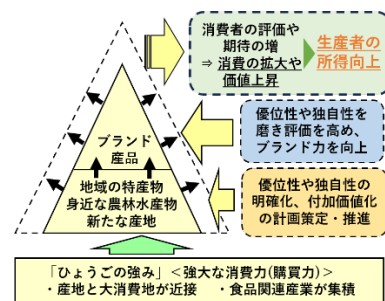 消費者の評価や
期待の増
⇒ 消費の拡大や
価値上昇
生産者の
所得向上
ブランド
産品
地域の特産物
身近な農林水産物
新たな産地
優位性や独自性を
磨き評価を高め、
ブランド力を向上
優位性や独自性の
明確化、付加価値化
の計画策定・推進
「ひょうごの強み」<強大な消費力(購買力)>
・産地と大消費地が近接　・食品関連産業が集積